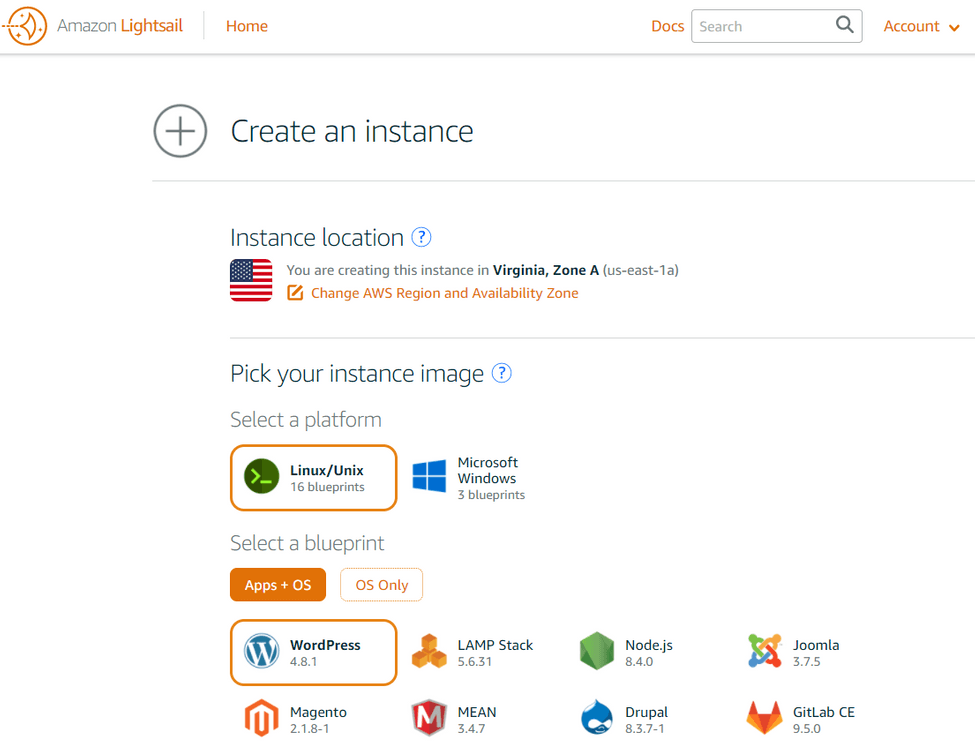 Amazon Lightsail Home Docs Search Account
Create an instance
Instance location ?
You are creating this instance in Virginia, Zone A (us-east-1a)
Change AWS Region and Availability Zone
Pick your instance image ?
Select a platform
Linux/Unix
16 blueprints
Microsoft
Windows
3 blueprints
Select a blueprint
Apps + OS OS Only
WordPress LAMP Stack Node.js Joomla
4.8.1 5.6.31 8.4.0 3.7.5
Magento MEAN Drupal GitLab CE
2.1.8-1 3.4.7 8.3.7-1 9.5.0